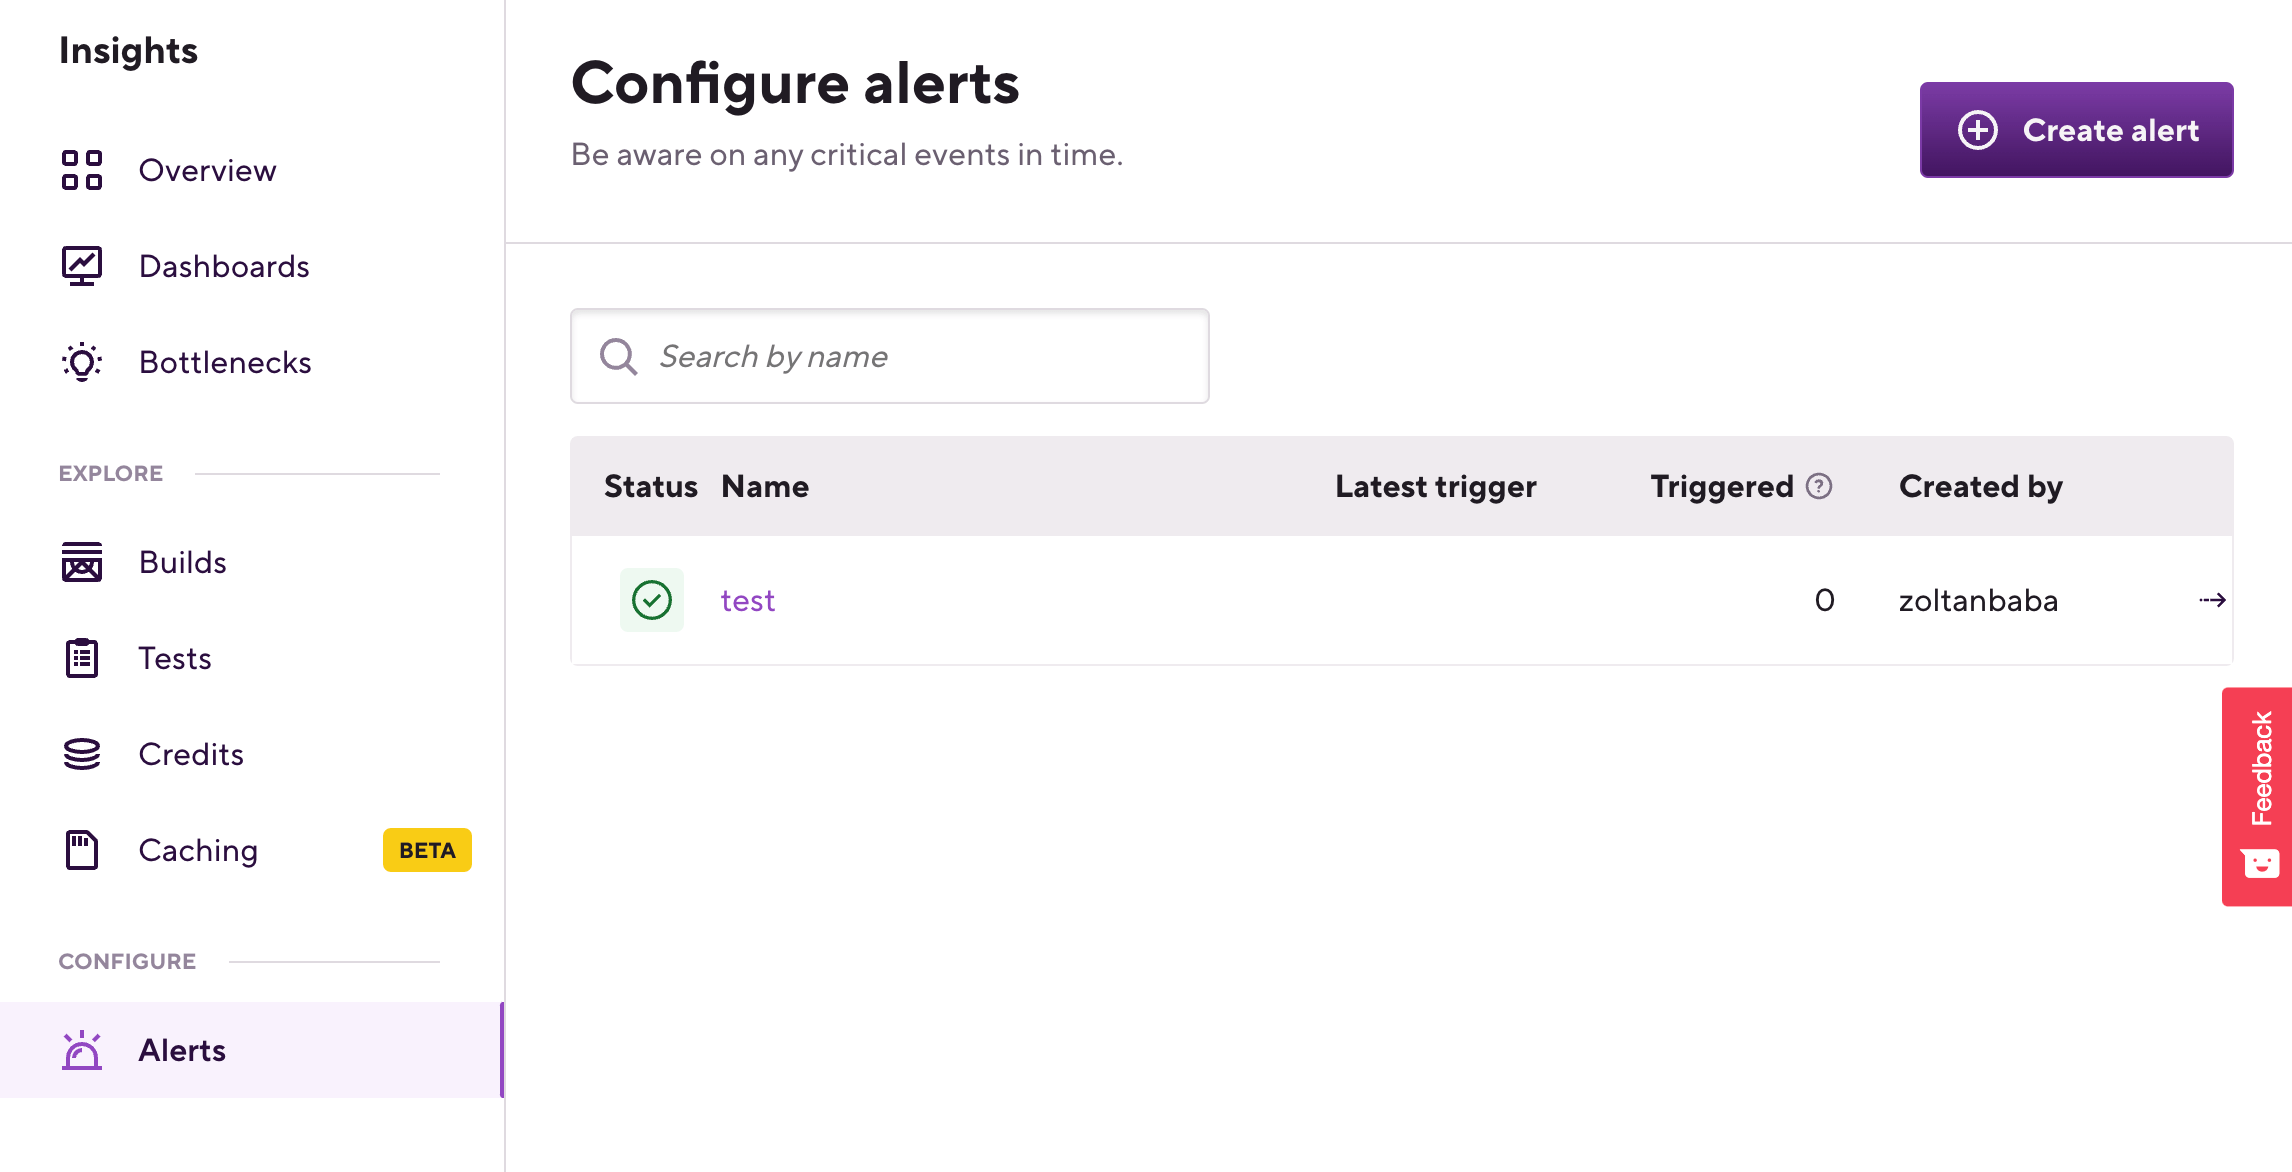 Insights
Overview
Dashboards
Bottlenecks
EXPLORE
Builds
Tests
Credits
Caching BETA
CONFIGURE
Alerts
Configure alerts
Be aware on any critical events in time.
Create alert
Search by name
Status Name Latest trigger Triggered ? Created by
test 0 zoltanbaba
Feedback